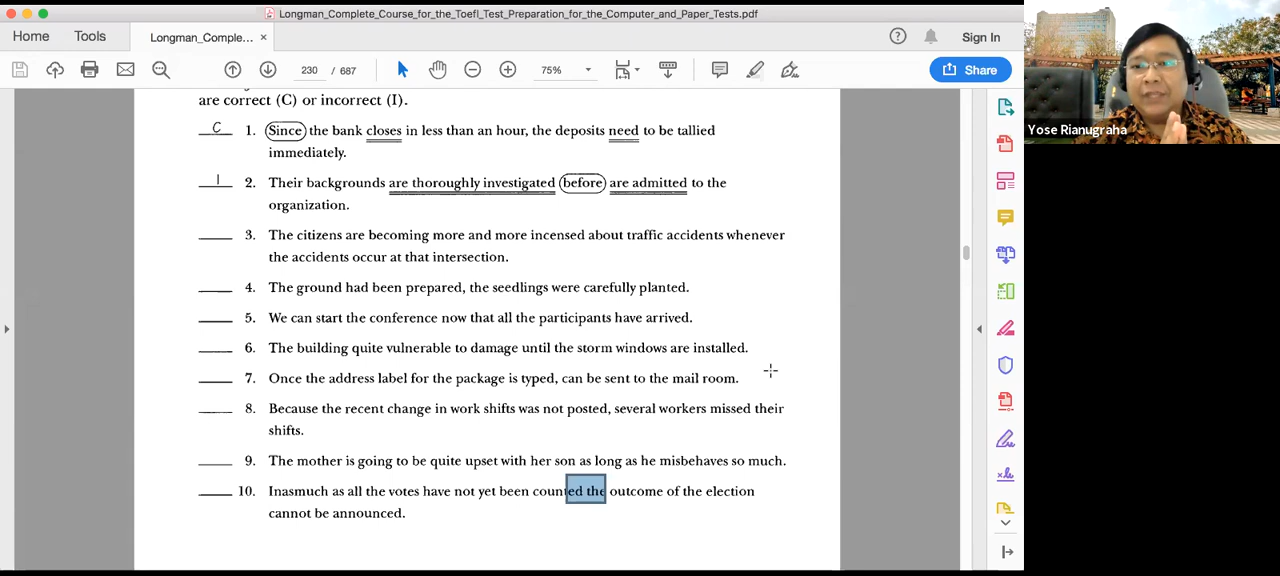 Longman_Complete_Course_for_the_Toefl_Test_Preparation_for_the_Computer_and_Paper_Tests.pdf
Home Tools Longman_Comple... × Sign In
230 / 687 75% Share
are correct (C) or incorrect (I).
C 1. Since the bank closes in less than an hour, the deposits need to be tallied
immediately.
I 2. Their backgrounds are thoroughly investigated before are admitted to the
organization.
3. The citizens are becoming more and more incensed about traffic accidents whenever
the accidents occur at that intersection.
4. The ground had been prepared, the seedlings were carefully planted.
5. We can start the conference now that all the participants have arrived.
6. The building quite vulnerable to damage until the storm windows are installed.
7. Once the address label for the package is typed, can be sent to the mail room.
8. Because the recent change in work shifts was not posted, several workers missed their
shifts.
9. The mother is going to be quite upset with her son as long as he misbehaves so much.
10. Inasmuch as all the votes have not yet been counted the outcome of the election
cannot be announced.
Yose Rianugraha